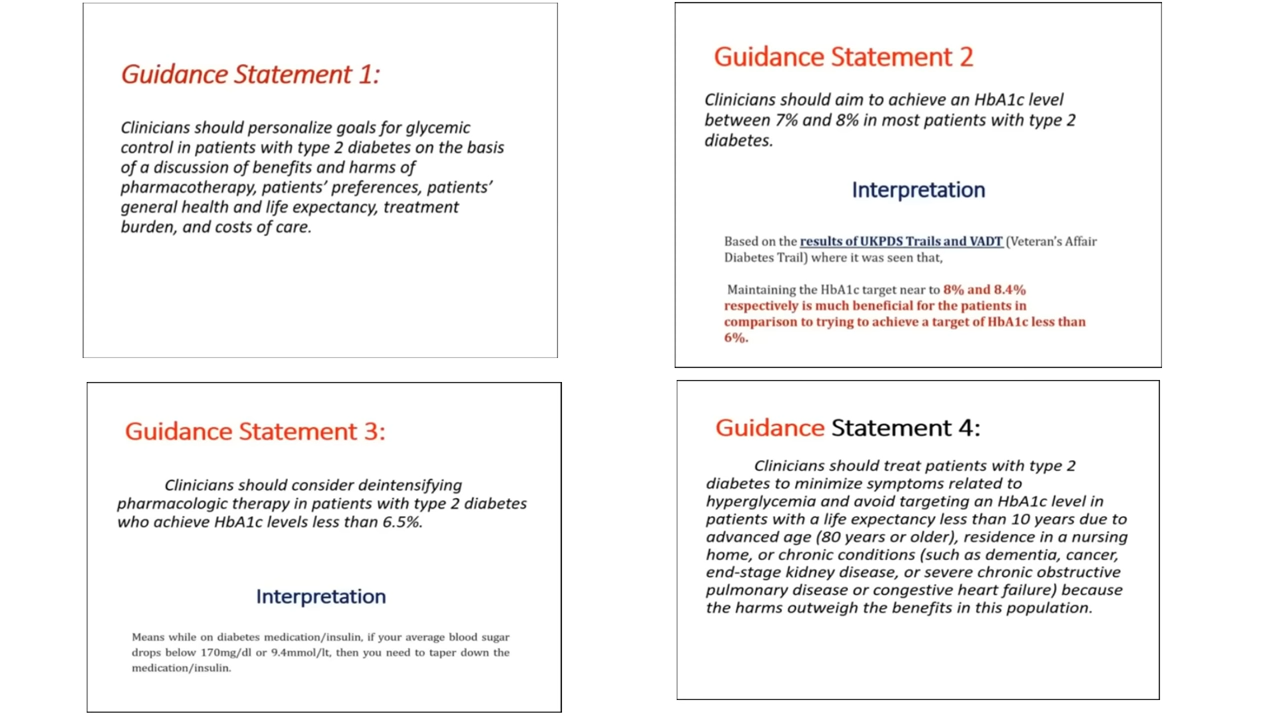 Guidance Statement 1:
Clinicians should personalize goals for glycemic
control in patients with type 2 diabetes on the basis
of a discussion of benefits and harms of
pharmacotherapy, patients’ preferences, patients’
general health and life expectancy, treatment
burden, and costs of care.
Guidance Statement 2
Clinicians should aim to achieve an HbA1c level
between 7% and 8% in most patients with type 2
diabetes.
Interpretation
Based on the results of UKPDS Trails and VADT (Veteran’s Affair
Diabetes Trail) where it was seen that,
Maintaining the HbA1c target near to 8% and 8.4%
respectively is much beneficial for the patients in
comparison to trying to achieve a target of HbA1c less than
6%.
Guidance Statement 3:
Clinicians should consider deintensifying
pharmacologic therapy in patients with type 2 diabetes
who achieve HbA1c levels less than 6.5%.
Interpretation
Means while on diabetes medication/insulin, if your average blood sugar
drops below 170mg/dl or 9.4mmol/lt, then you need to taper down the
medication/insulin.
Guidance Statement 4:
Clinicians should treat patients with type 2
diabetes to minimize symptoms related to
hyperglycemia and avoid targeting an HbA1c level in
patients with a life expectancy less than 10 years due to
advanced age (80 years or older), residence in a nursing
home, or chronic conditions (such as dementia, cancer,
end-stage kidney disease, or severe chronic obstructive
pulmonary disease or congestive heart failure) because
the harms outweigh the benefits in this population.